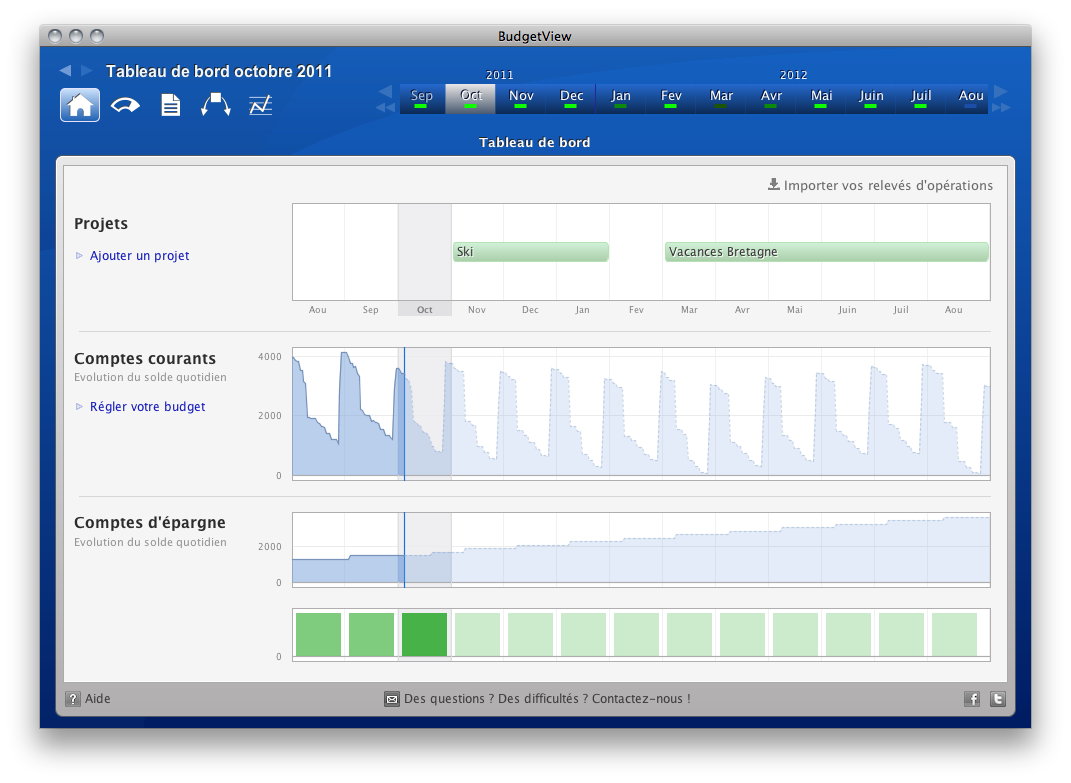 BudgetView
Tableau de bord octobre 2011
2011 2012
Sep Oct Nov Dec Jan Fev Mar Avr Mai Juin Juil Aou
Tableau de bord
Importer vos relevés d'opérations
Projets
Ajouter un projet
Ski
Vacances Bretagne
Aou Sep Oct Nov Dec Jan Fev Mar Avr Mai Juin Juil Aou
Comptes courants
Evolution du solde quotidien
Régler votre budget
4000
2000
0
Comptes d'épargne
Evolution du solde quotidien
2000
0
0
? Aide
Des questions ? Des difficultés ? Contactez-nous !
f t